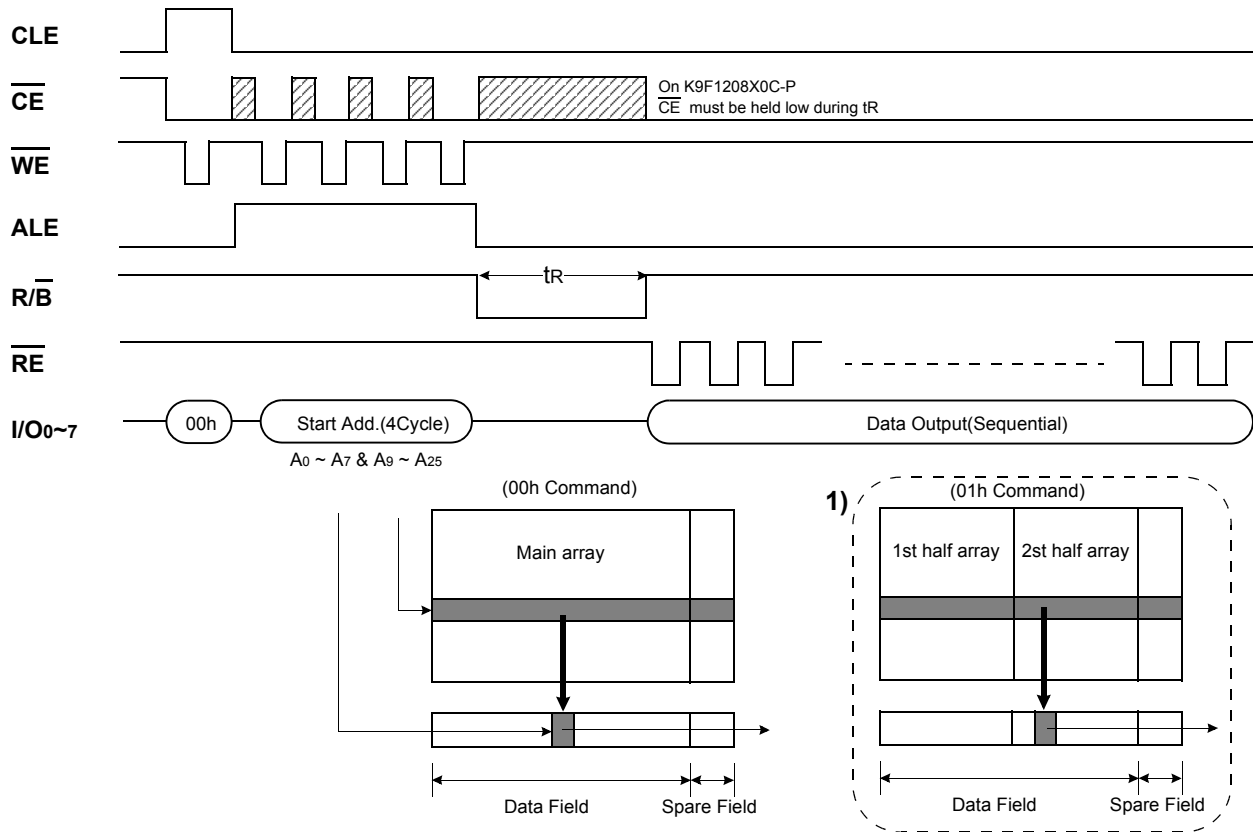 CLE
CE
On K9F1208X0C-P
CE must be held low during tR
WE
ALE
tR
R/B
RE
I/O0~7
00h
Start Add.(4Cycle)
Data Output(Sequential)
A0 ~ A7 & A9 ~ A25
(00h Command)
Main array
Data Field
Spare Field
1)
(01h Command)
1st half array
2st half array
Data Field
Spare Field